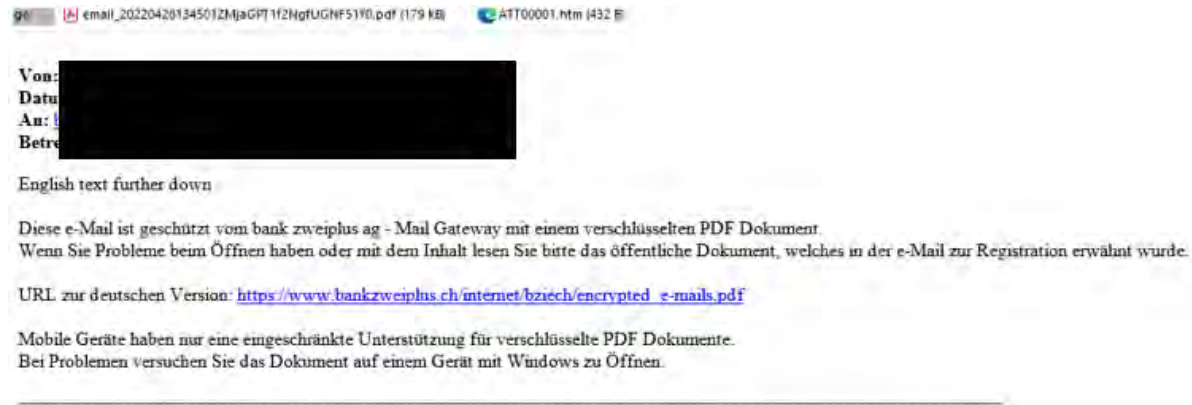 email_20220426134501ZMjaGPT1f2NgfUGNF51Y0.pdf (179 KB) ATT00001.htm (432 B
Von:
Datu
An:
Betre
English text further down
Diese e-Mail ist geschützt vom bank zweiplus ag - Mail Gateway mit einem verschlüsselten PDF Dokument.
Wenn Sie Probleme beim Öffnen haben oder mit dem Inhalt lesen Sie bitte das öffentliche Dokument, welches in der e-Mail zur Registration erwähnt wurde.
URL zur deutschen Version: https://www.bankzweiplus.ch/internet/bziech/encrypted_e-mails.pdf
Mobile Geräte haben nur eine eingeschränkte Unterstützung für verschlüsselte PDF Dokumente.
Bei Problemen versuchen Sie das Dokument auf einem Gerät mit Windows zu Öffnen.